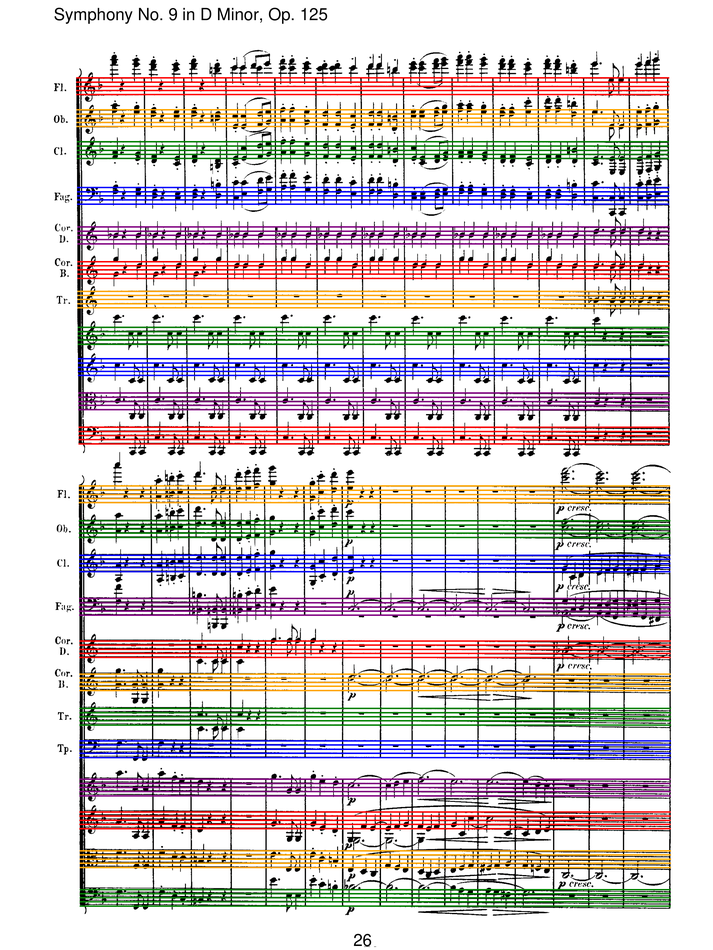 Symphony No. 9 in D Minor, Op. 125
Fl.
Ob.
Cl.
Fag.
Cor.
D.
Cor.
B.
Tr.
Fl.
p cresc.
Ob.
p
p cresc.
Cl.
p
p cresc.
Fag.
p cresc.
Cor.
D.
p cresc.
Cor.
B.
p
Tr.
Tp.
p
p
p cresc.
p
26